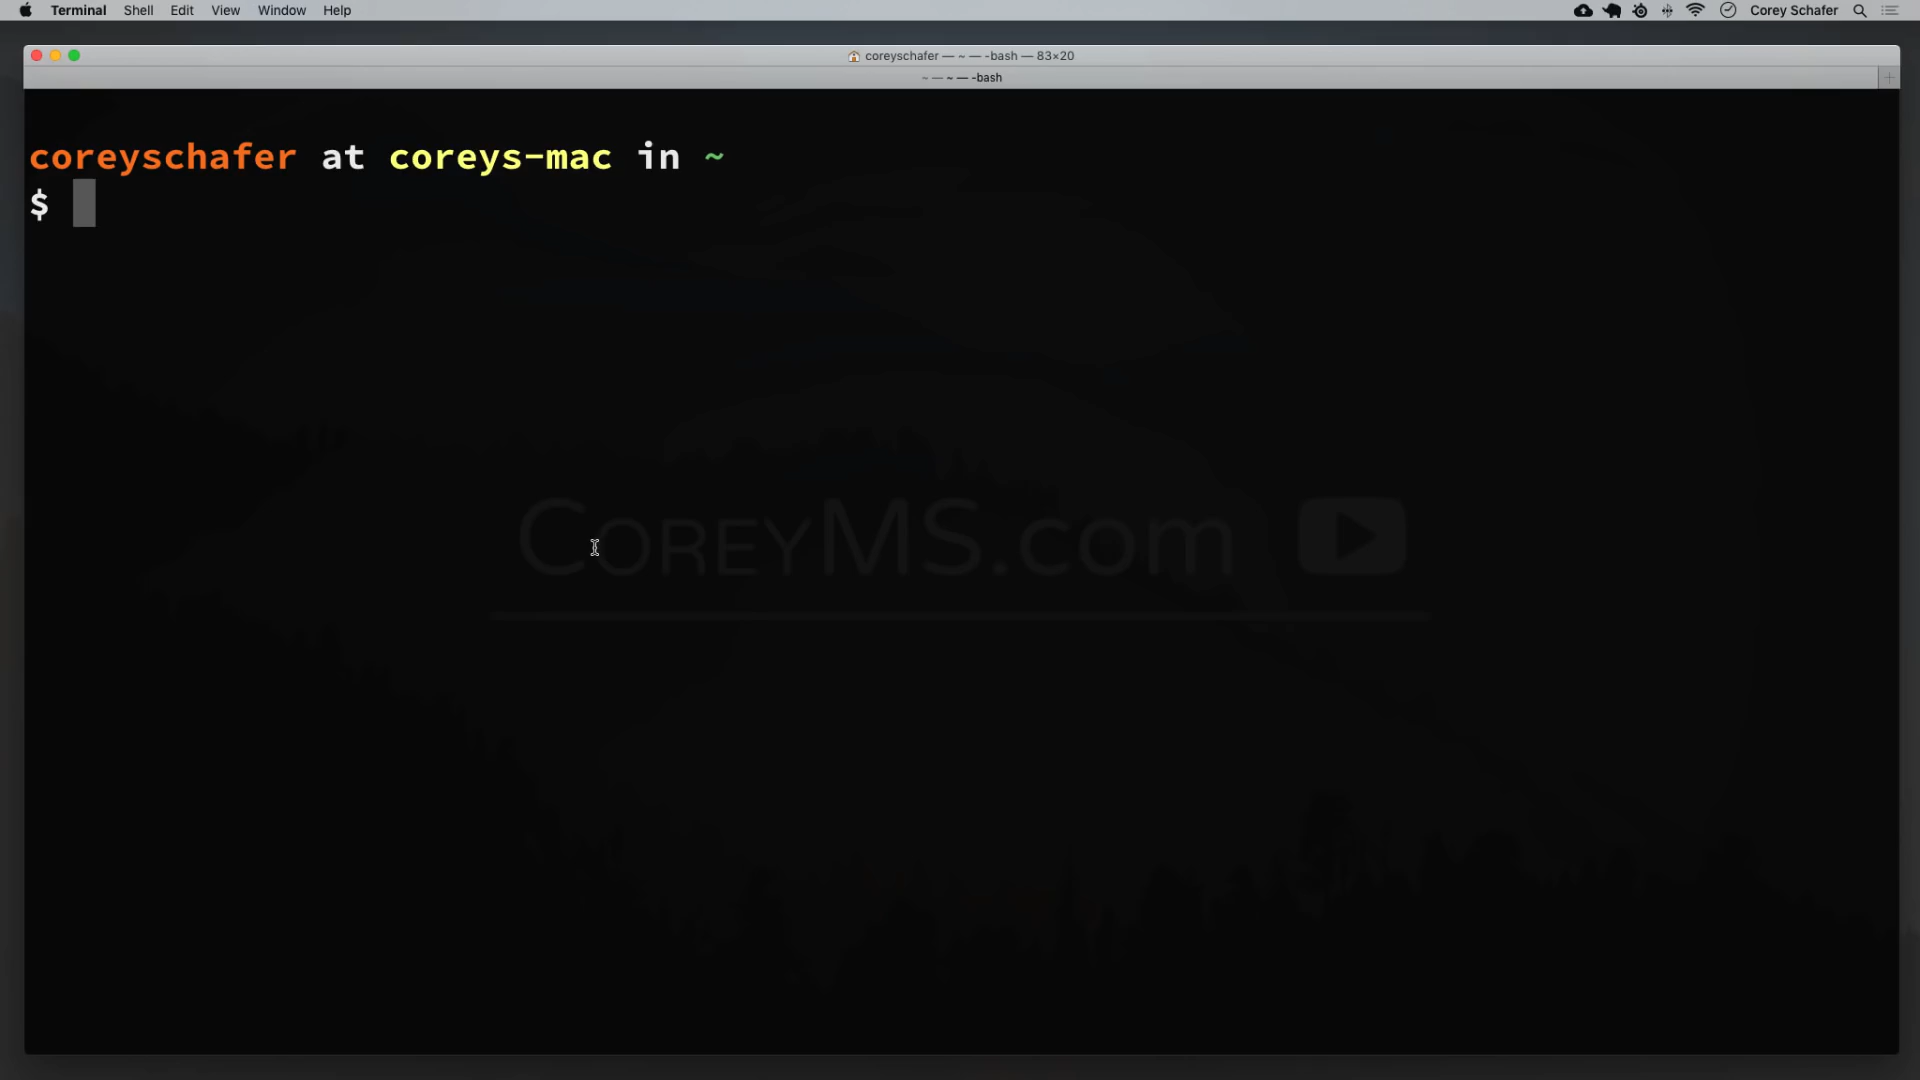 Terminal Shell Edit View Window Help Corey Schafer
coreyschafer — ~ — -bash — 83×20
~ — ~ — -bash
coreyschafer at coreys-mac in ~
$
CoreyMS.com